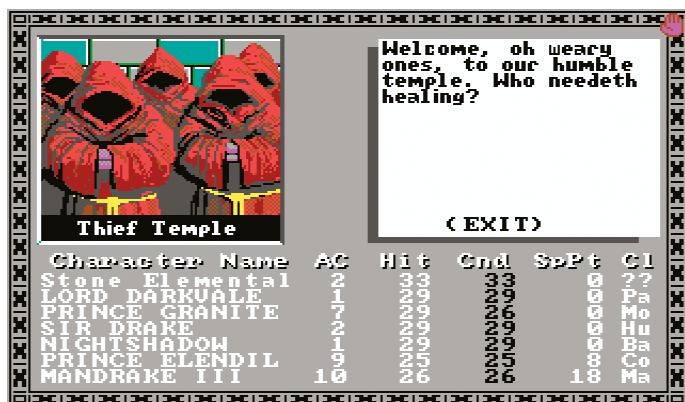 Welcome, oh weary
ones, to our humble
temple. Who needeth
healing?
(EXIT)
Thief Temple
Character Name AC Hit Cnd SpPt Cl
Stone Elemental 2 33 33 0 ??
LORD DARKVALE 1 29 29 0 Pa
PRINCE GRANITE 7 29 26 0 Mo
SIR DRAKE 2 29 29 0 Hu
NIGHTSHADOW 1 29 29 0 Ba
PRINCE ELENDIL 9 25 25 8 Co
MANDRAKE III 10 26 26 18 Ma